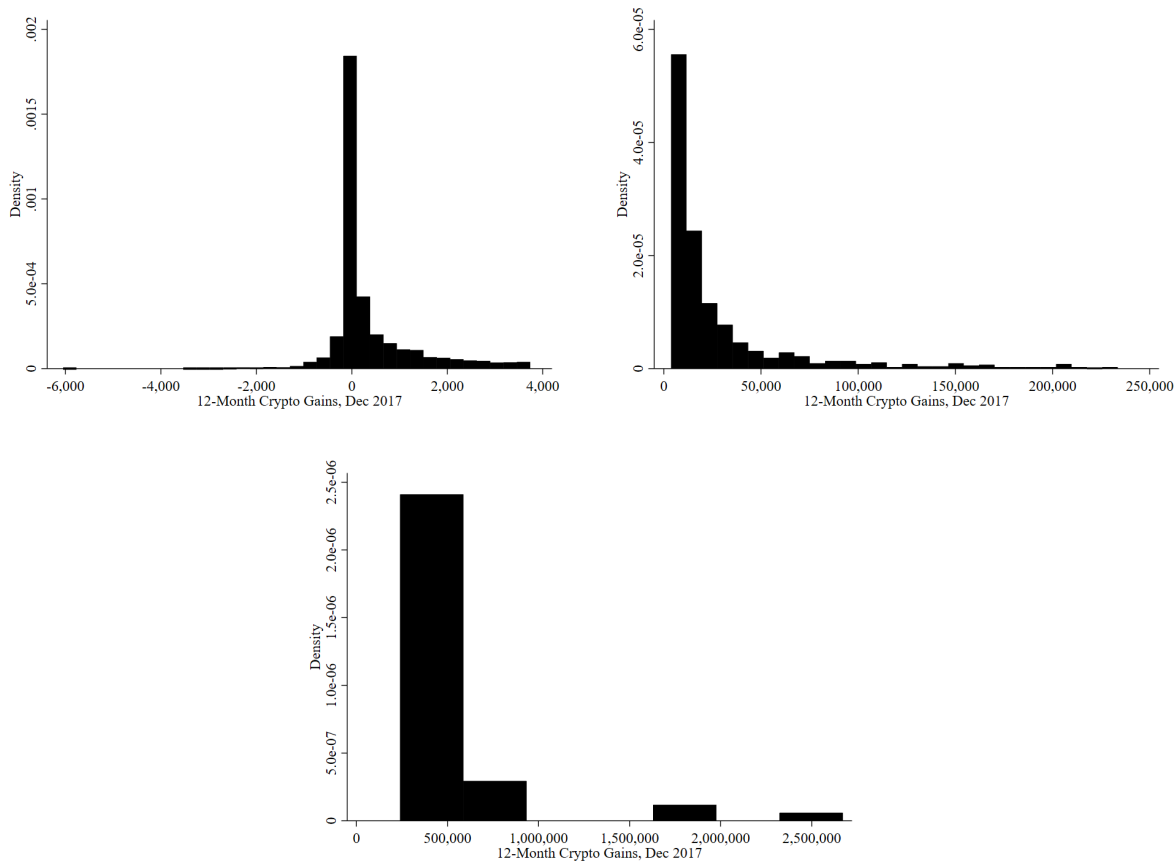 .002
.0015
.001
5.0e-04
0
Density
-6,000 -4,000 -2,000 0 2,000 4,000
12-Month Crypto Gains, Dec 2017
6.0e-05
4.0e-05
2.0e-05
0
Density
0 50,000 100,000 150,000 200,000 250,000
12-Month Crypto Gains, Dec 2017
2.5e-06
2.0e-06
1.5e-06
1.0e-06
5.0e-07
0
Density
0 500,000 1,000,000 1,500,000 2,000,000 2,500,000
12-Month Crypto Gains, Dec 2017